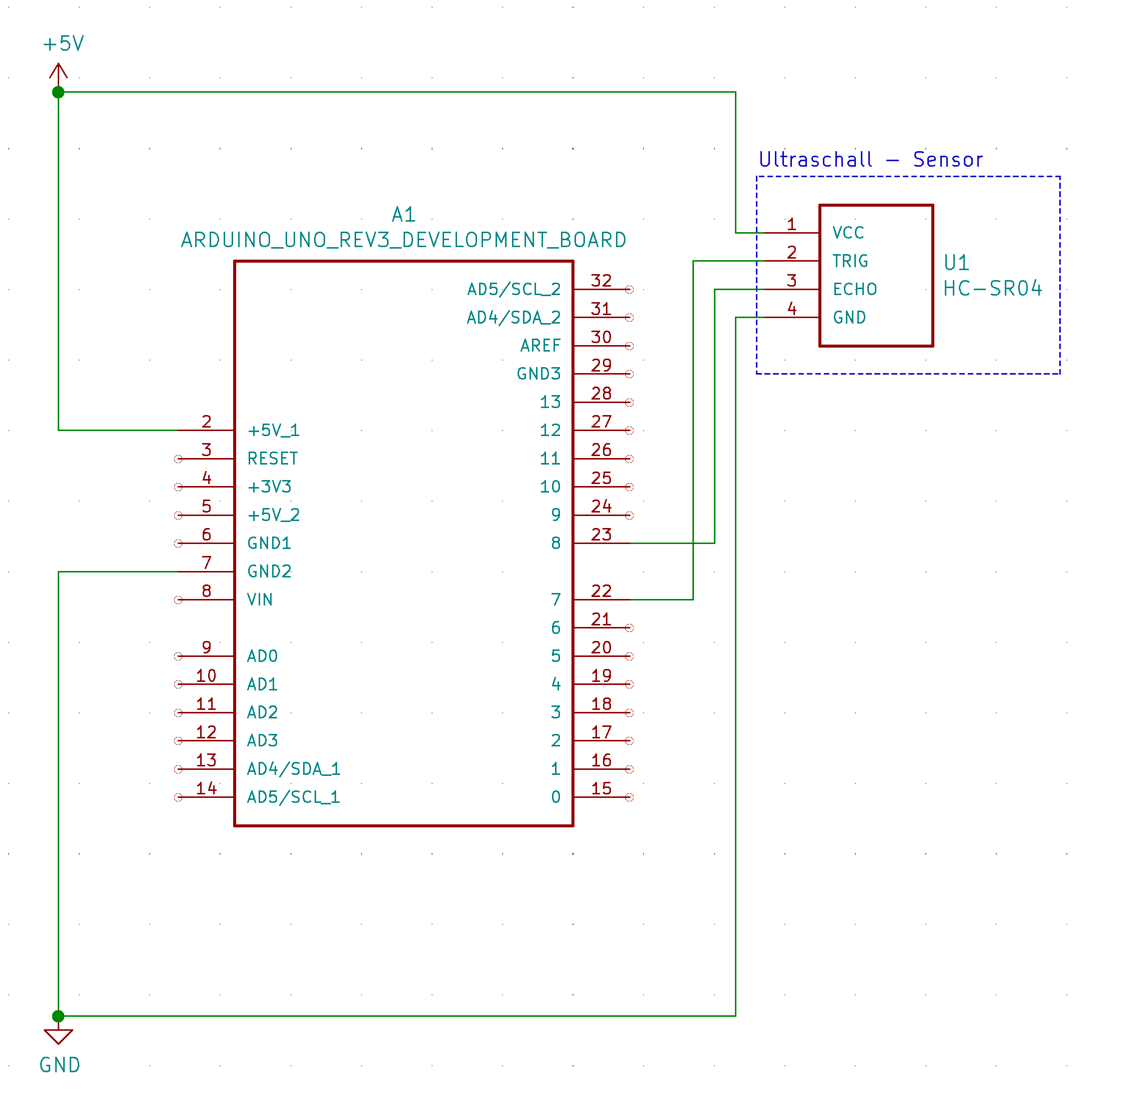 +5V
Ultraschall - Sensor
A1
ARDUINO_UNO_REV3_DEVELOPMENT_BOARD
1 VCC
2 TRIG
3 ECHO
4 GND
U1
HC-SR04
AD5/SCL_2 32
AD4/SDA_2 31
AREF 30
GND3 29
13 28
12 27
11 26
10 25
9 24
8 23
7 22
6 21
5 20
4 19
3 18
2 17
1 16
0 15
2 +5V_1
3 RESET
4 +3V3
5 +5V_2
6 GND1
7 GND2
8 VIN
9 AD0
10 AD1
11 AD2
12 AD3
13 AD4/SDA_1
14 AD5/SCL_1
GND